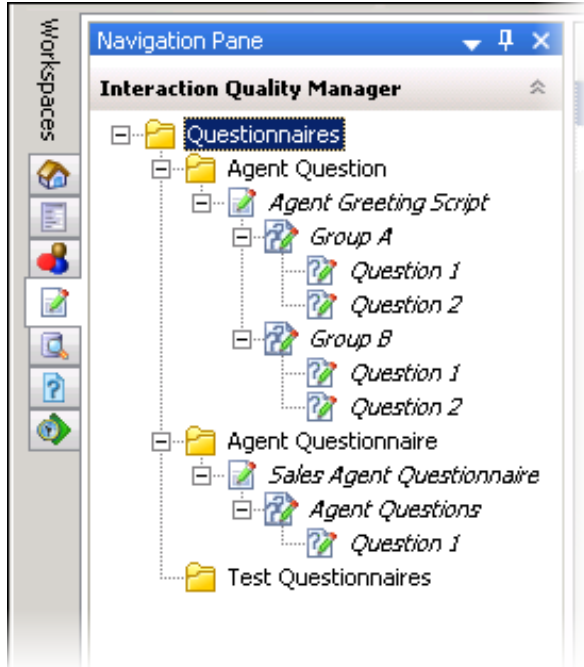 Workspaces
Navigation Pane
Interaction Quality Manager
Questionnaires
Agent Question
Agent Greeting Script
Group A
Question 1
Question 2
Group B
Question 1
Question 2
Agent Questionnaire
Sales Agent Questionnaire
Agent Questions
Question 1
Test Questionnaires